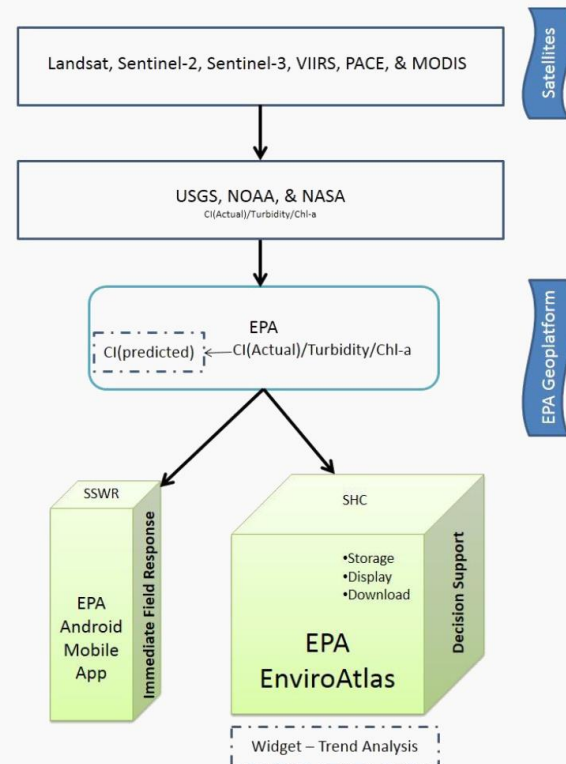 Landsat, Sentinel-2, Sentinel-3, VIIRS, PACE, & MODIS
Satellites
USGS, NOAA, & NASA
CI(Actual)/Turbidity/Chl-a
EPA Geoplatform
EPA
CI(predicted)
CI(Actual)/Turbidity/Chl-a
SSWR
EPA
Android
Mobile
App
Immediate Field Response
SHC
•Storage
•Display
•Download
EPA
EnviroAtlas
Decision Support
Widget – Trend Analysis